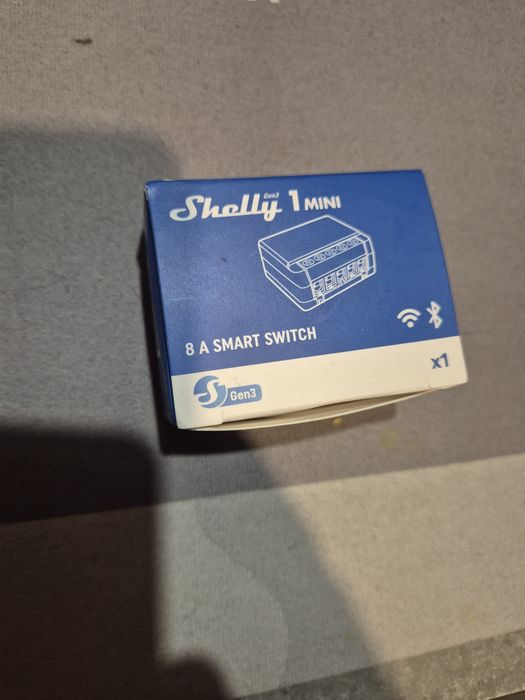 Shelly Gen3 1 MINI
8 A SMART SWITCH
x1
Gen3